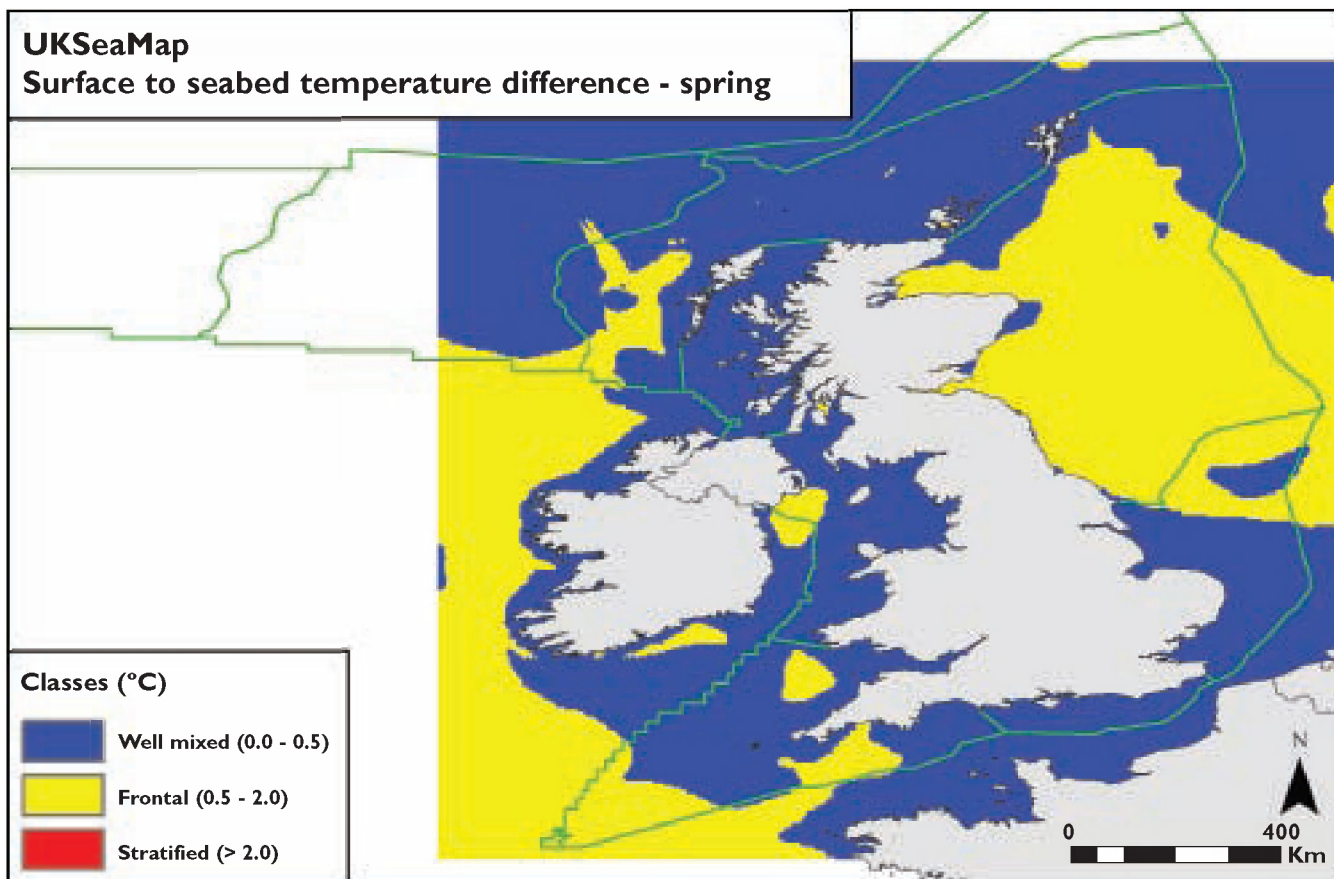 UKSeaMap
Surface to seabed temperature difference - spring
Classes (ºC)
Well mixed (0.0 - 0.5)
Frontal (0.5 - 2.0)
Stratified (> 2.0)
N
0 400
Km